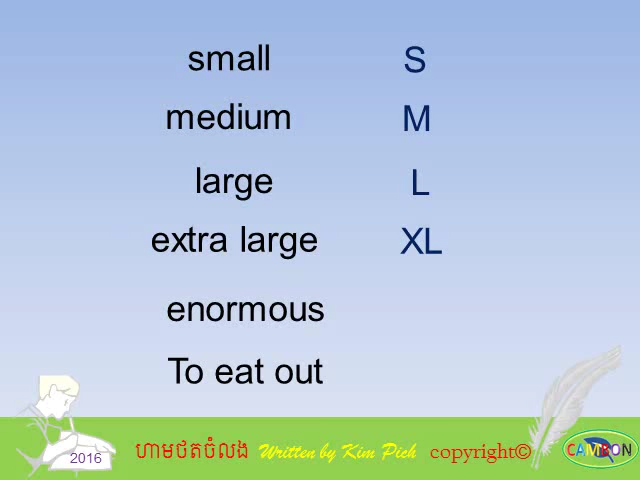 small S
medium M
large L
extra large XL
enormous
To eat out
2016 ហាមថតចំលង Written by Kim Pich copyright© CAMBON